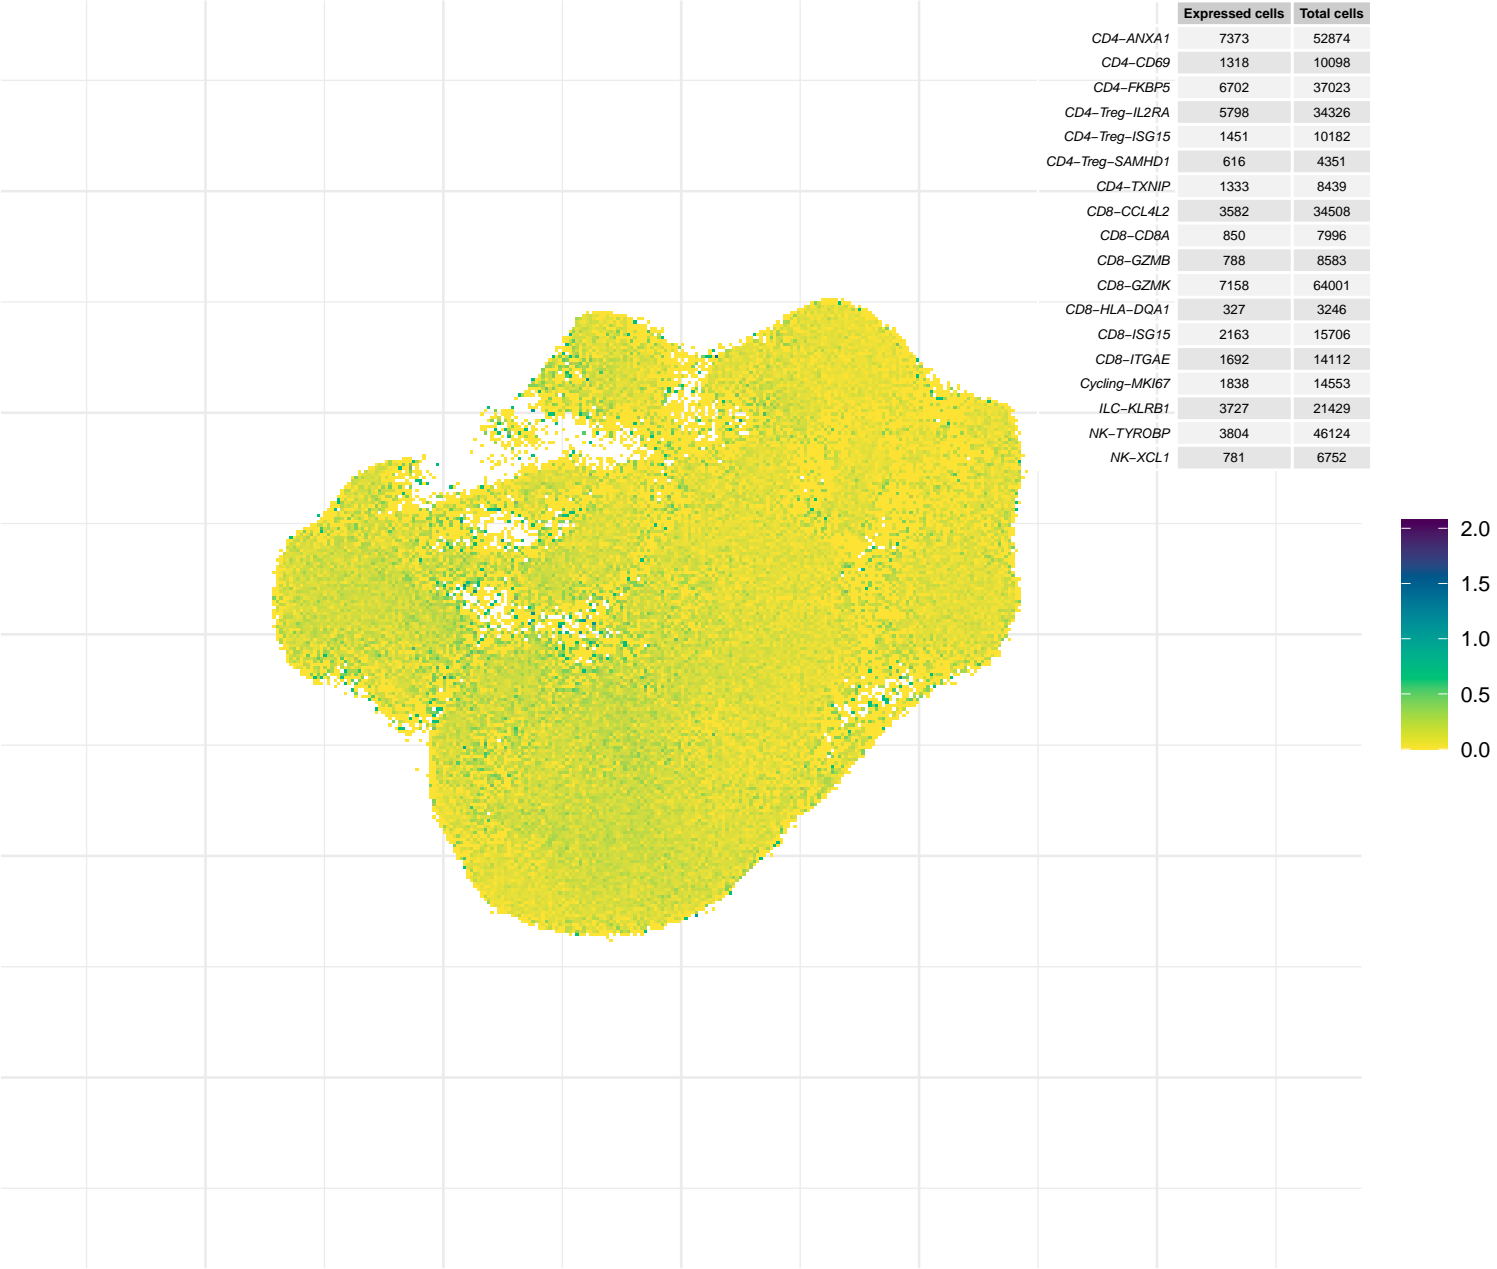 Expressed cells Total cells
CD4−ANXA1 7373 52874
CD4−CD69 1318 10098
CD4−FKBP5 6702 37023
CD4−Treg−IL2RA 5798 34326
CD4−Treg−ISG15 1451 10182
CD4−Treg−SAMHD1 616 4351
CD4−TXNIP 1333 8439
CD8−CCL4L2 3582 34508
CD8−CD8A 850 7996
CD8−GZMB 788 8583
CD8−GZMK 7158 64001
CD8−HLA−DQA1 327 3246
CD8−ISG15 2163 15706
CD8−ITGAE 1692 14112
Cycling−MKI67 1838 14553
ILC−KLRB1 3727 21429
NK−TYROBP 3804 46124
NK−XCL1 781 6752
2.0
1.5
1.0
0.5
0.0